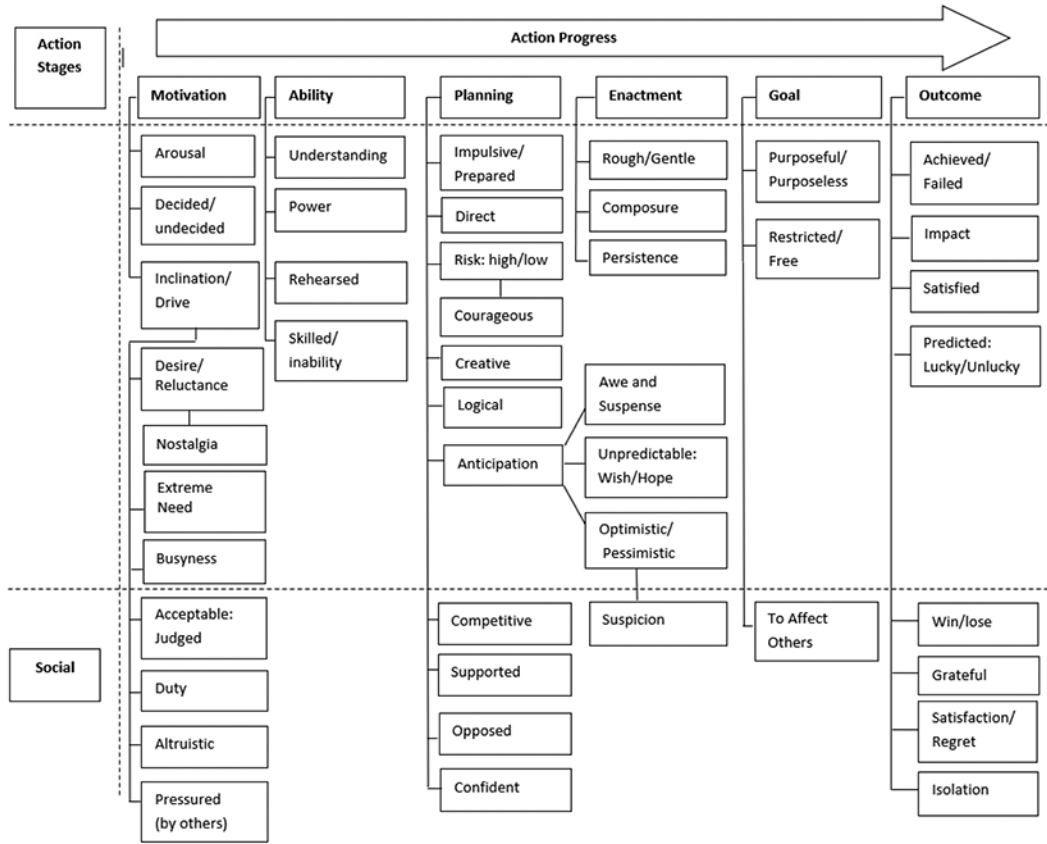 Action
Stages
Action Progress
Motivation
Arousal
Decided/
undecided
Inclination/
Drive
Desire/
Reluctance
Nostalgia
Extreme
Need
Busyness
Ability
Understanding
Power
Rehearsed
Skilled/
inability
Planning
Impulsive/
Prepared
Direct
Risk: high/low
Courageous
Creative
Logical
Anticipation
Awe and
Suspense
Unpredictable:
Wish/Hope
Optimistic/
Pessimistic
Enactment
Rough/Gentle
Composure
Persistence
Goal
Purposeful/
Purposeless
Restricted/
Free
Outcome
Achieved/
Failed
Impact
Satisfied
Predicted:
Lucky/Unlucky
Social
Acceptable:
Judged
Duty
Altruistic
Pressured
(by others)
Competitive
Supported
Opposed
Confident
Suspicion
To Affect
Others
Win/lose
Grateful
Satisfaction/
Regret
Isolation